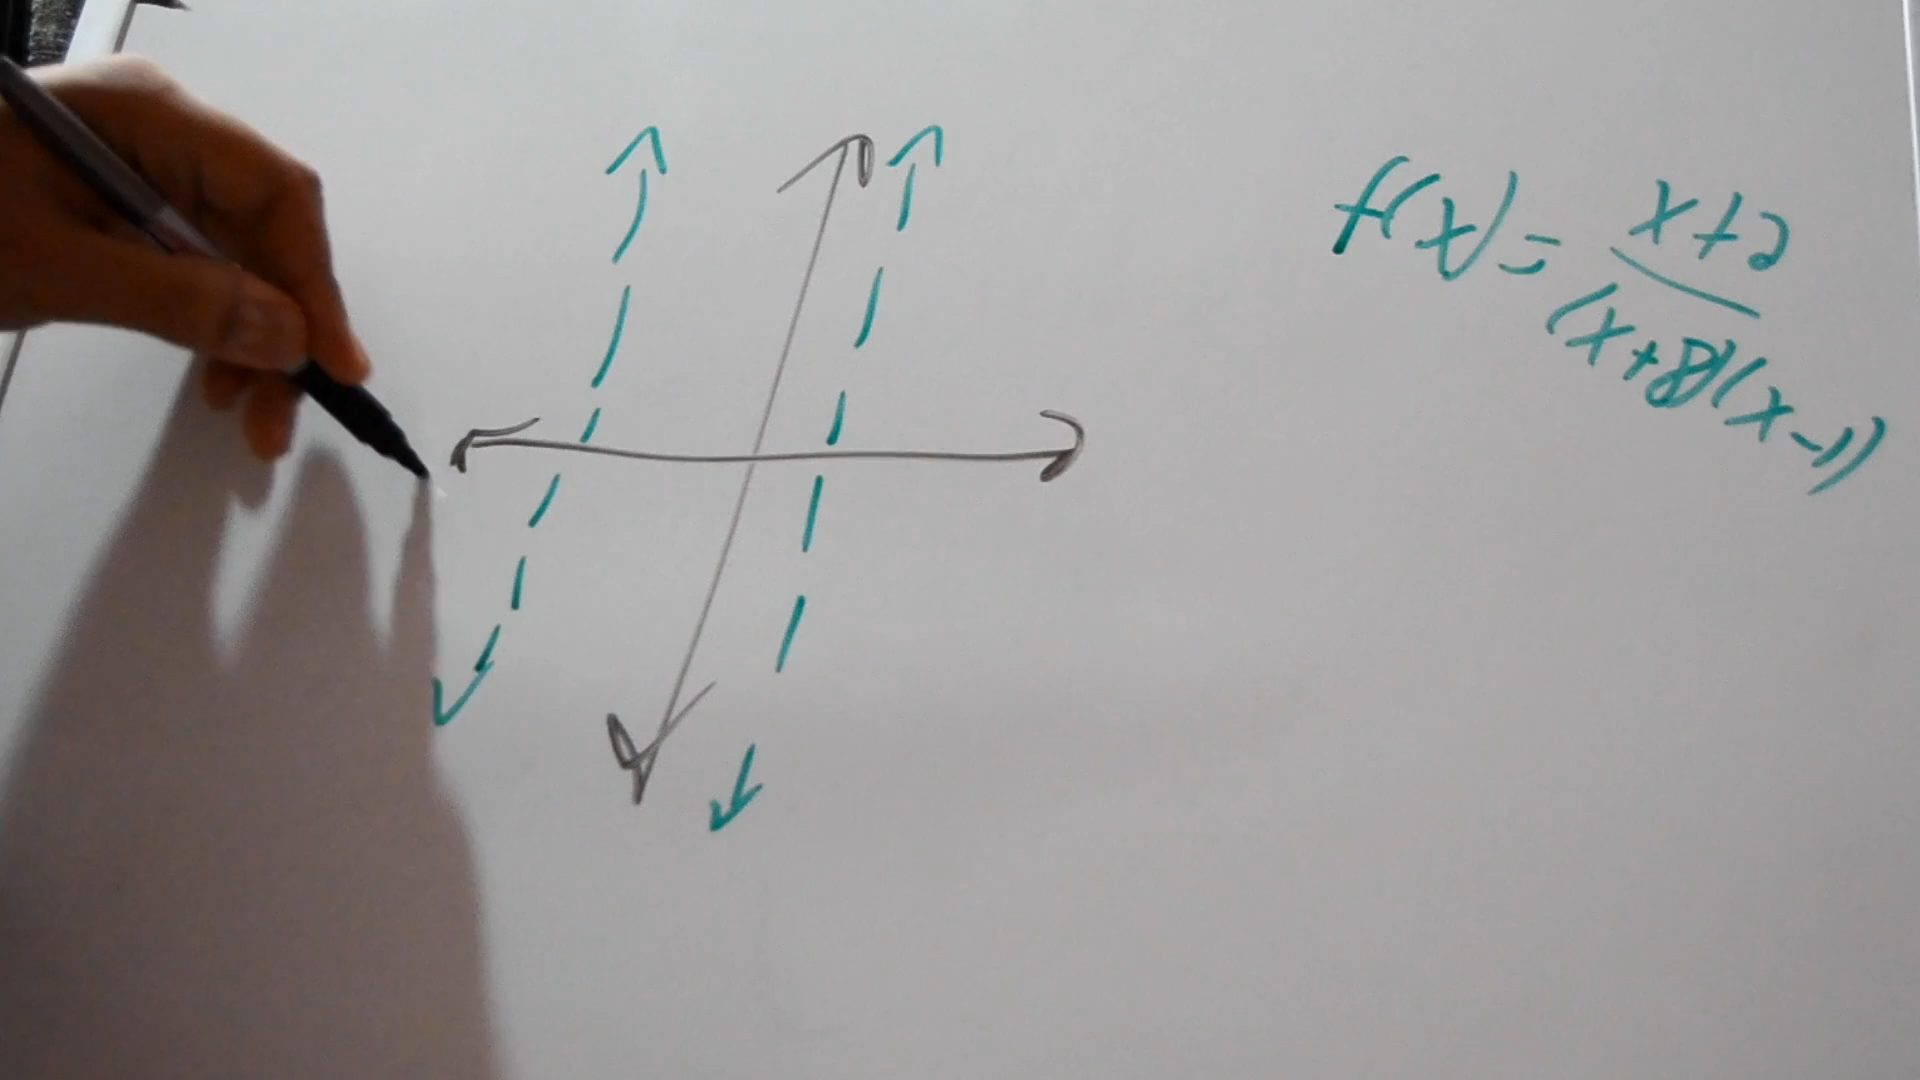 f(x) = x+2
(x+8)(x-1)